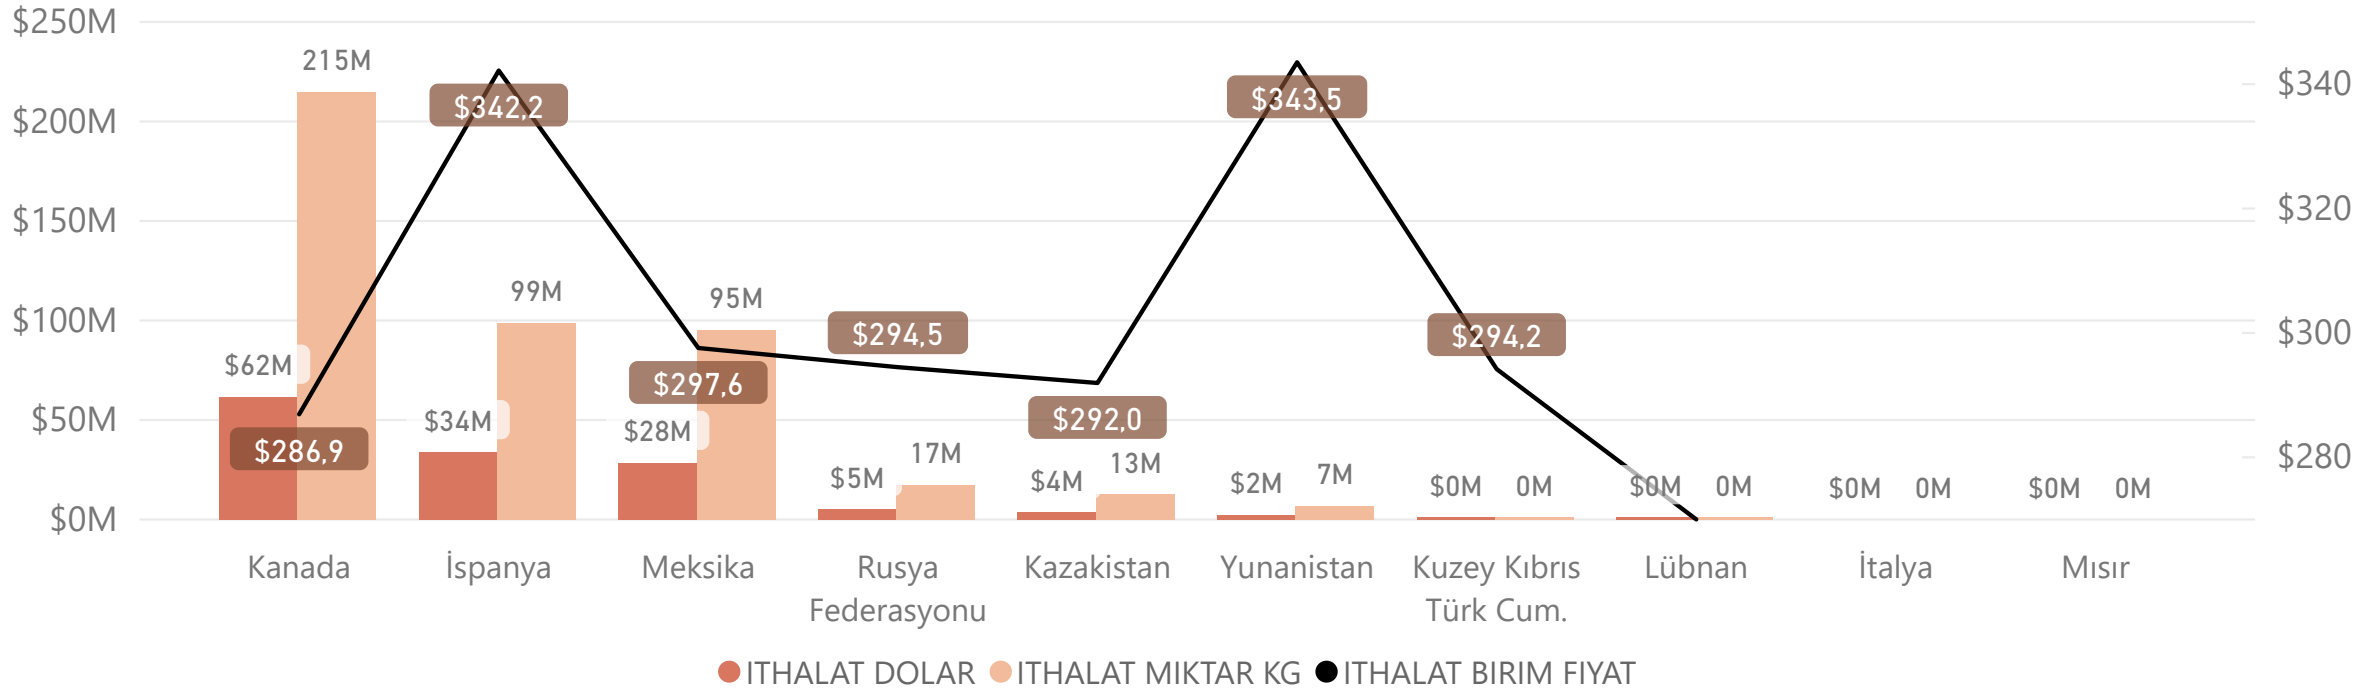 $250M
$200M
$150M
$100M
$50M
$0M
$340
$320
$300
$280
215M
$62M
$286,9
$342,2
99M
$34M
95M
$297,6
$28M
$294,5
17M
$5M
$292,0
13M
$4M
$343,5
7M
$2M
$294,2
$0M 0M
$0M 0M
$0M 0M
$0M 0M
Kanada
İspanya
Meksika
Rusya
Federasyonu
Kazakistan
Yunanistan
Kuzey Kıbrıs
Türk Cum.
Lübnan
İtalya
Mısır
ITHALAT DOLAR ITHALAT MIKTAR KG ITHALAT BIRIM FIYAT